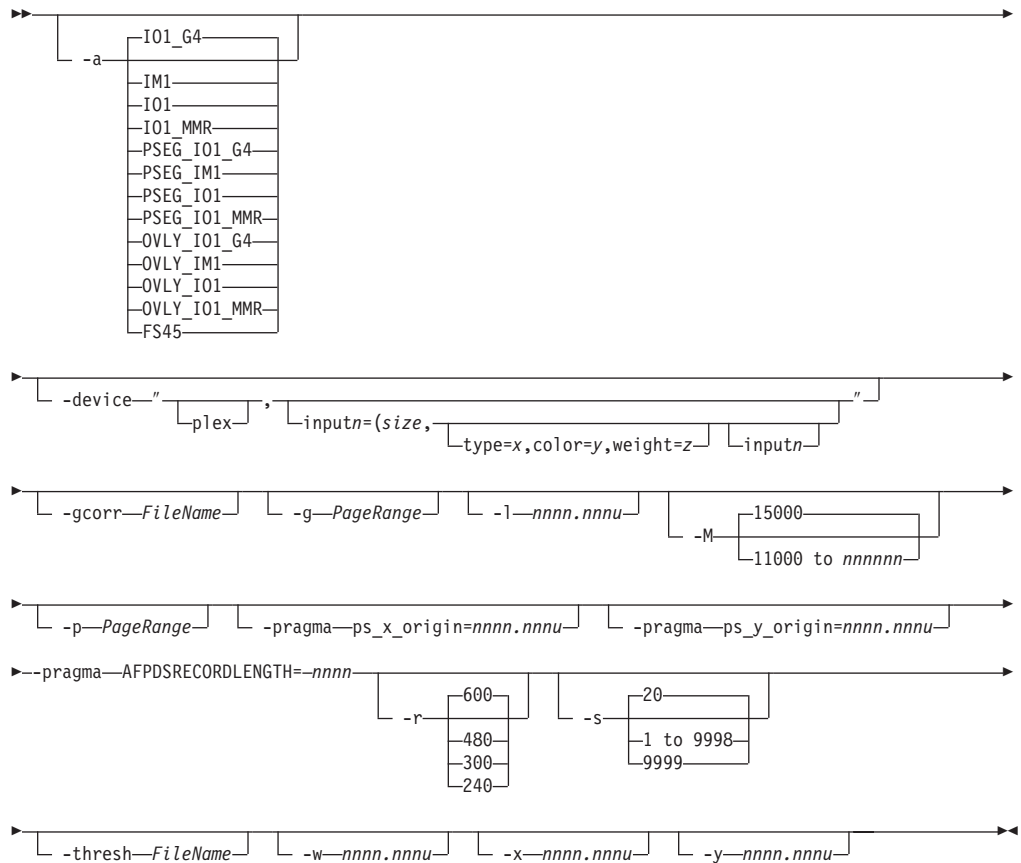 IO1_G4
-a
IM1
IO1
IO1_MMR
PSEG_IO1_G4
PSEG_IM1
PSEG_IO1
PSEG_IO1_MMR
OVLY_IO1_G4
OVLY_IM1
OVLY_IO1
OVLY_IO1_MMR
FS45
-device " plex , inputn=(size, type=x,color=y,weight=z inputn "
-gcorr FileName -g PageRange -l nnnn.nnnu -M 15000
11000 to nnnnnn
-p PageRange -pragma ps_x_origin=nnnn.nnnu -pragma ps_y_origin=nnnn.nnnu
-pragma AFPDSRECORDLENGTH= nnnn
600
-r
480
300
240
20
-s
1 to 9998
9999
-thresh FileName -w nnnn.nnnu -x nnnn.nnnu -y nnnn.nnnu